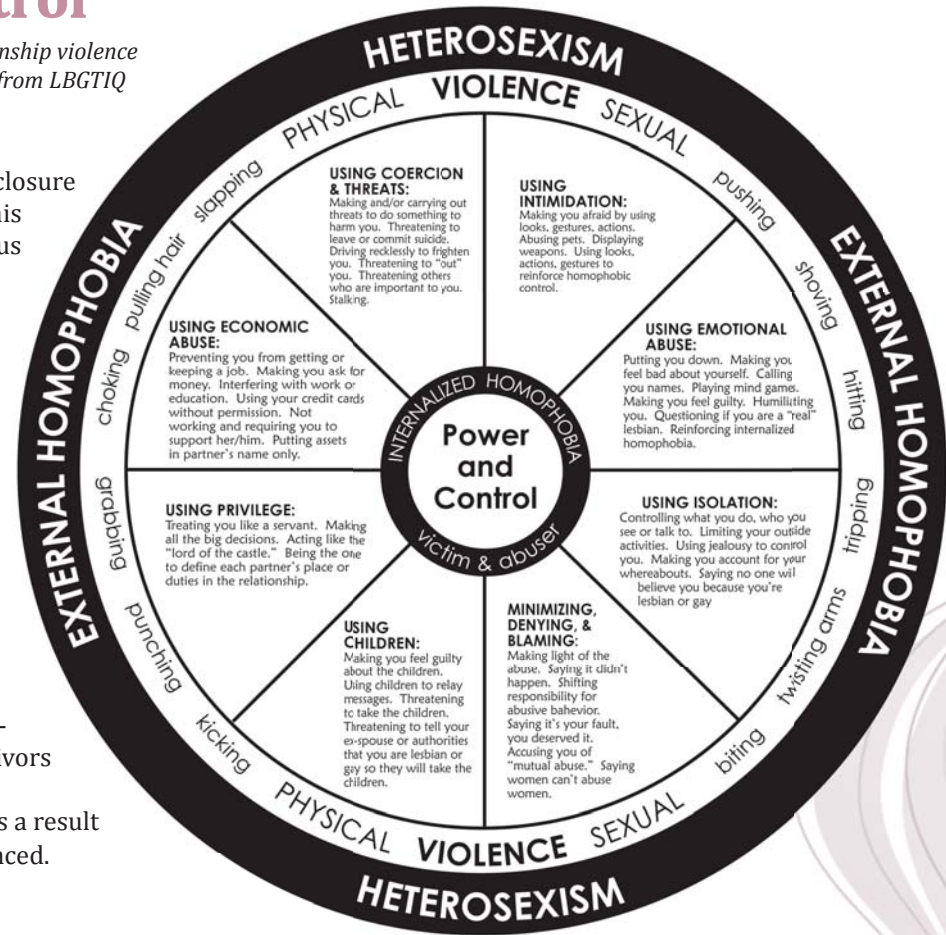 trol
nship violence
from LBGTIQ
closure
is
us
-
ivors
s a result
nced.
HETEROSEXISM
EXTERNAL HOMOPHOBIA
EXTERNAL HOMOPHOBIA
HETEROSEXISM
PHYSICAL VIOLENCE SEXUAL
pushing
shoving
hitting
tripping
twisting arms
biting
slapping
pulling hair
choking
grabbing
punching
kicking
PHYSICAL VIOLENCE SEXUAL
USING COERCION
& THREATS:
Making and/or carrying out
threats to do something to
harm you. Threatening to
leave or commit suicide.
Driving recklessly to frighten
you. Threatening to "out"
you. Threatening others
who are important to you.
Stalking.
USING
INTIMIDATION:
Making you afraid by using
looks, gestures, actions.
Abusing pets. Displaying
weapons. Using looks,
actions, gestures to
reinforce homophobic
control.
USING ECONOMIC
ABUSE:
Preventing you from getting or
keeping a job. Making you ask for
money. Interfering with work or
education. Using your credit cards
without permission. Not
working and requiring you to
support her/him. Putting assets
in partner's name only.
USING EMOTIONAL
ABUSE:
Putting you down. Making you
feel bad about yourself. Calling
you names. Playing mind games.
Making you feel guilty. Humiliating
you. Questioning if you are a "real"
lesbian. Reinforcing internalized
homophobia.
INTERNALIZED HOMOPHOBIA
Power
and
Control
victim & abuser
USING PRIVILEGE:
Treating you like a servant. Making
all the big decisions. Acting like the
"lord of the castle." Being the one
to define each partner's place or
duties in the relationship.
USING ISOLATION:
Controlling what you do, who you
see or talk to. Limiting your outside
activities. Using jealousy to control
you. Making you account for your
whereabouts. Saying no one will
believe you because you're
lesbian or gay
USING
CHILDREN:
Making you feel guilty
about the children.
Using children to relay
messages. Threatening
to take the children.
Threatening to tell your
ex-spouse or authorities
that you are lesbian or
gay so they will take the
children.
MINIMIZING,
DENYING, &
BLAMING:
Making light of the
abuse. Saying it didn't
happen. Shifting
responsibility for
abusive bahevior.
Saying it's your fault,
you deserved it.
Accusing you of
"mutual abuse." Saying
women can't abuse
women.